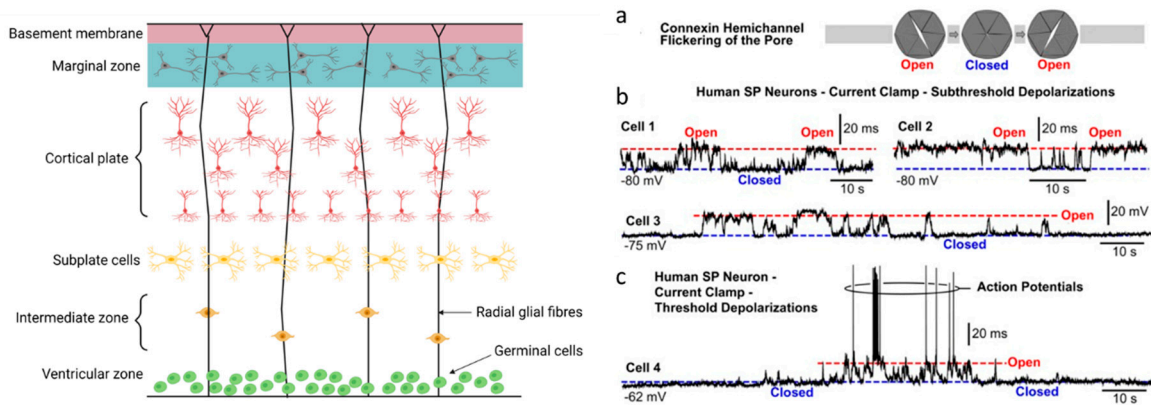 Basement membrane
Marginal zone
Cortical plate
Subplate cells
Intermediate zone
Radial glial fibres
Germinal cells
Ventricular zone
a
Connexin Hemichannel
Flickering of the Pore
Open
Closed
Open
b
Human SP Neurons - Current Clamp - Subthreshold Depolarizations
Cell 1
Open
Open
20 ms
Closed
-80 mV
10 s
Cell 2
Open
20 ms
Open
-80 mV
10 s
Cell 3
Open
20 mV
Closed
-75 mV
10 s
c
Human SP Neuron -
Current Clamp -
Threshold Depolarizations
Action Potentials
20 ms
Open
Cell 4
Closed
Closed
-62 mV
10 s